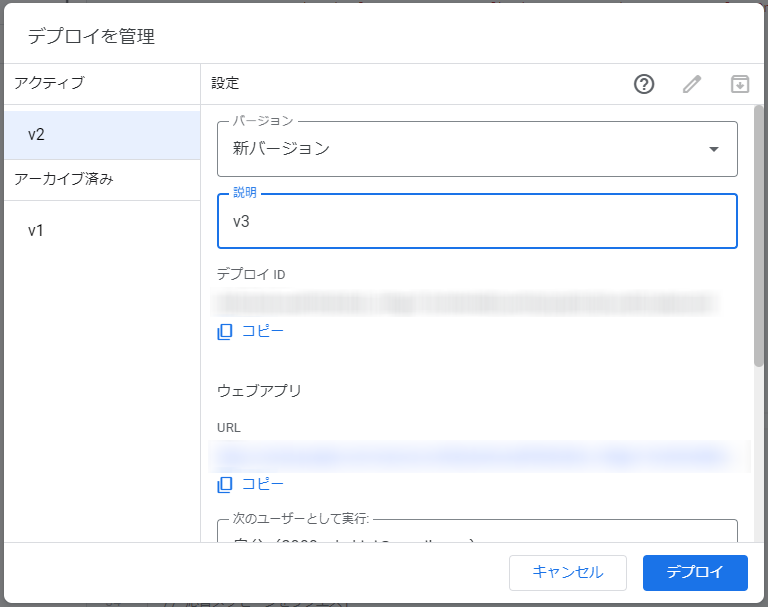 デプロイを管理
アクティブ
設定
v2
バージョン
新バージョン
アーカイブ済み
説明
v3
v1
デプロイ ID
コピー
ウェブアプリ
URL
コピー
次のユーザーとして実行:
キャンセル
デプロイ